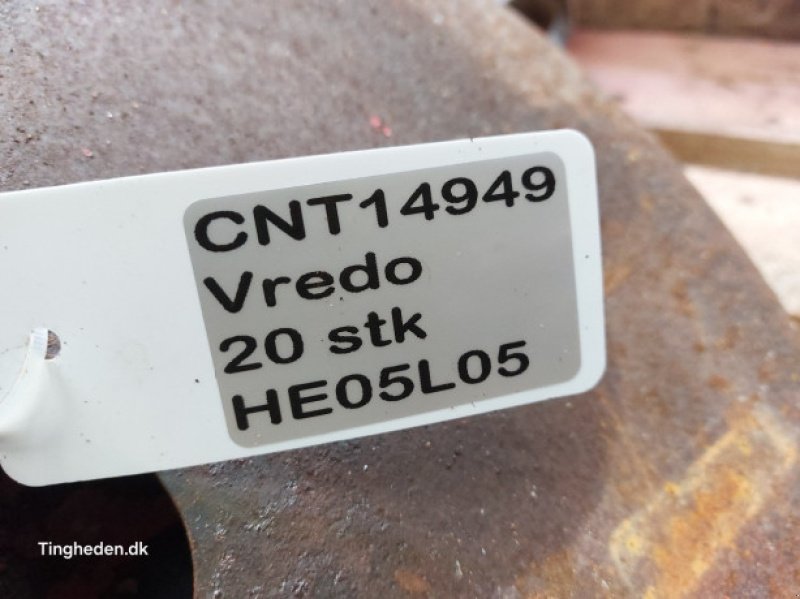 CNT14949
Vredo
20 stk
HE05L05
Tingheden.dk